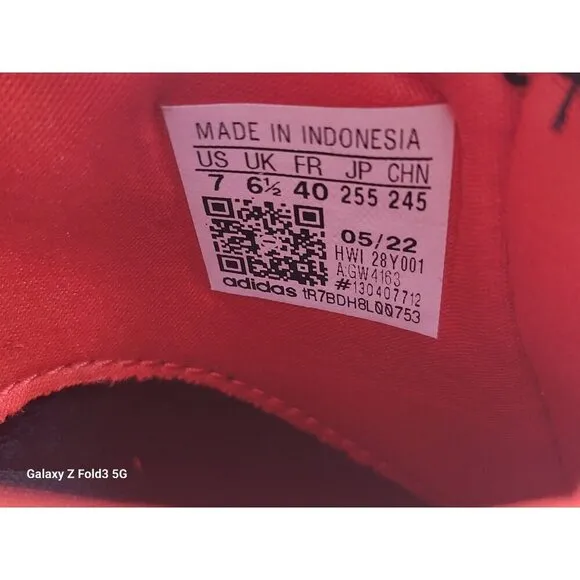 MADE IN INDONESIA
US UK FR JP CHN
7 6½ 40 255 245
05/22
HWI 28Y001
A:GW4163
#130407712
adidas tR7BDH8L00753
Galaxy Z Fold3 5G